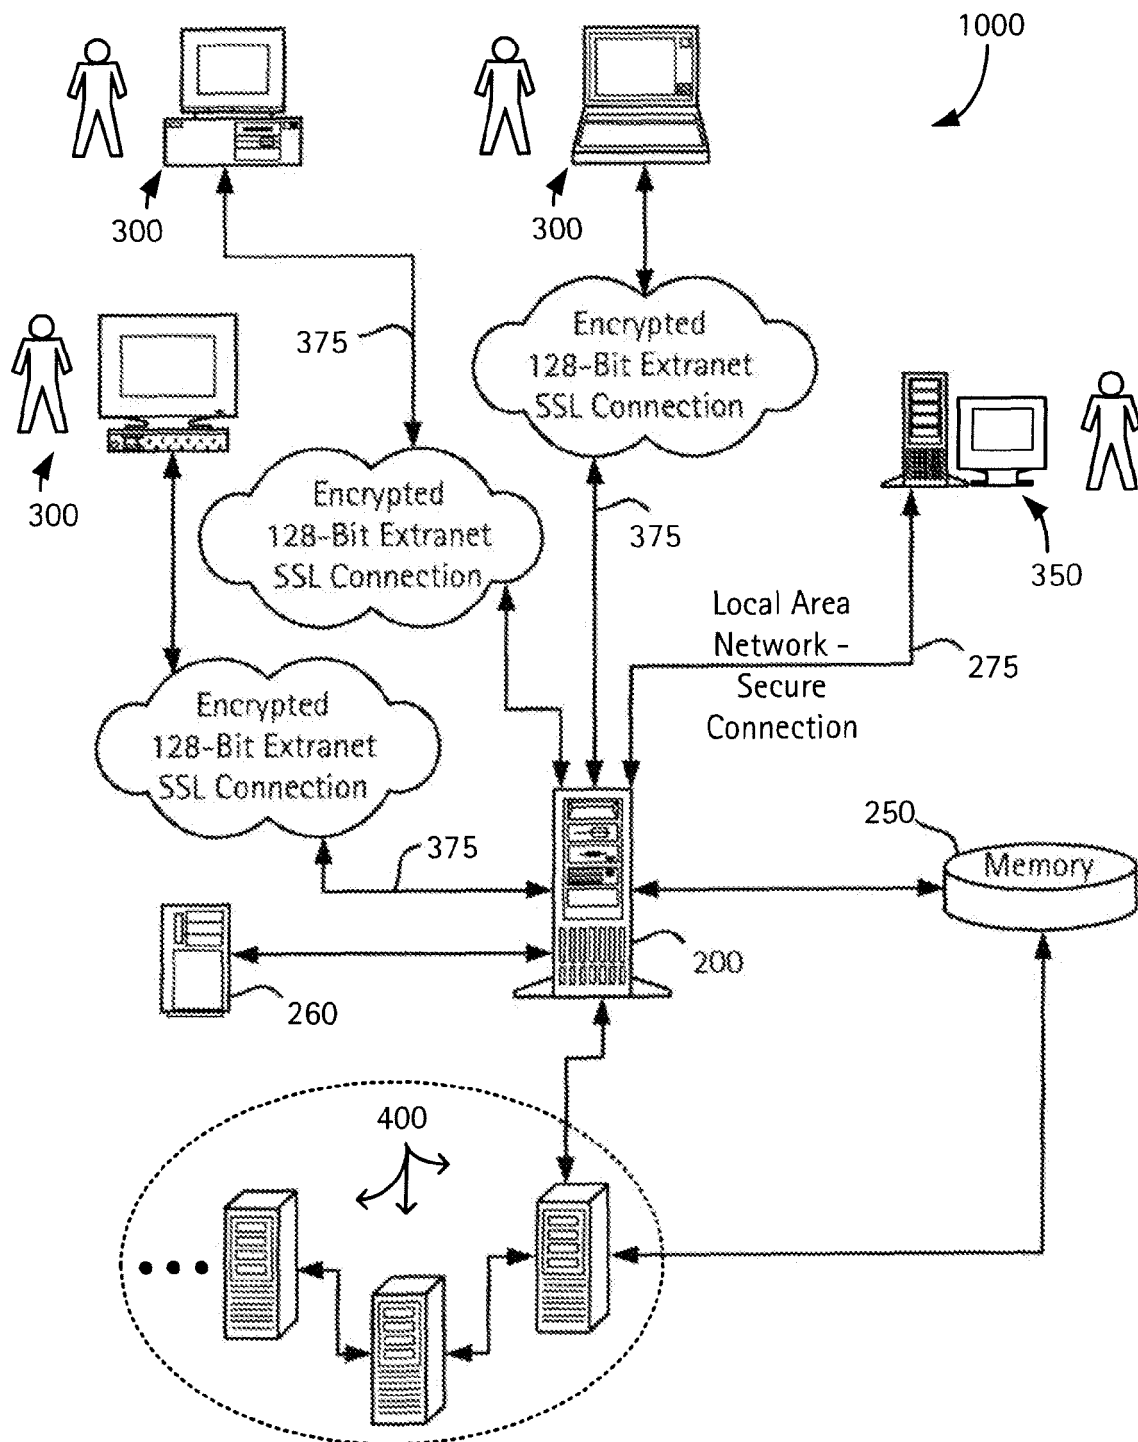 1000
300
300
Encrypted
128-Bit Extranet
SSL Connection
375
300
Encrypted
128-Bit Extranet
SSL Connection
375
350
Local Area
Network -
Secure
Connection
275
Encrypted
128-Bit Extranet
SSL Connection
375
250
Memory
200
260
400